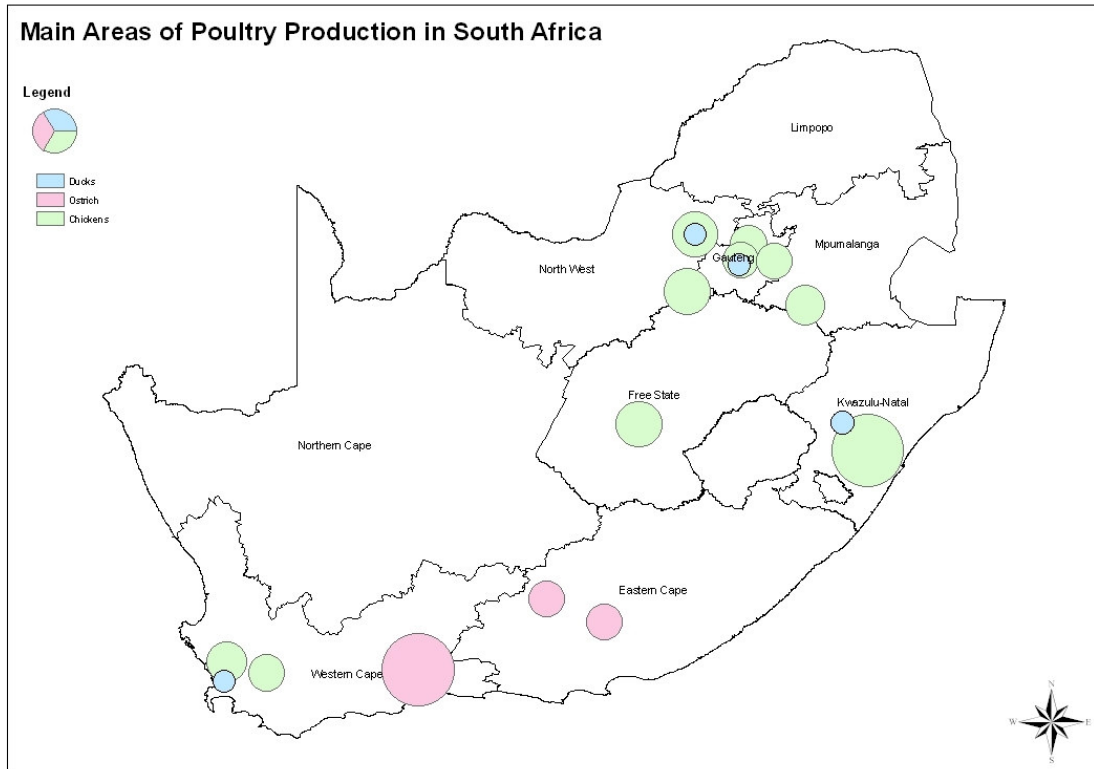 Main Areas of Poultry Production in South Africa
Legend
Ducks
Ostrich
Chickens
Limpopo
Mpumalanga
Gauteng
North West
Free State
Kwazulu-Natal
Northern Cape
Eastern Cape
Western Cape
N
W
E
S